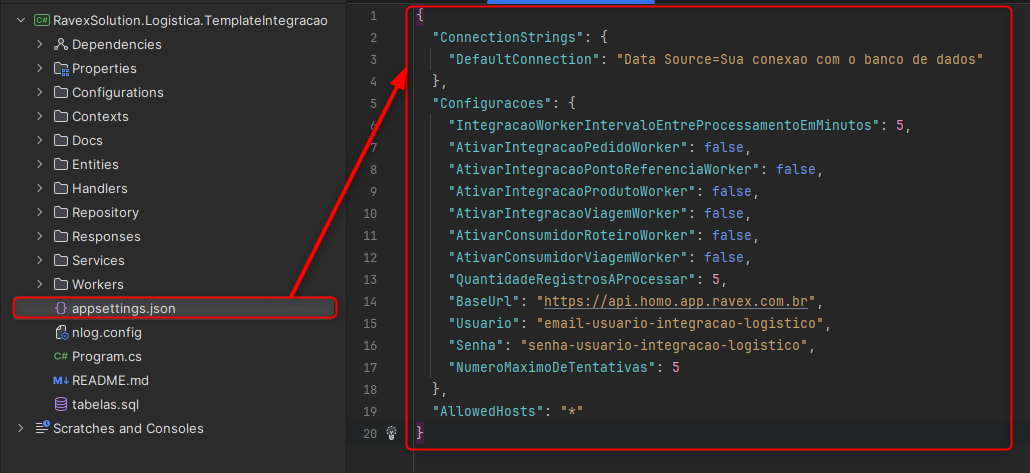 RavexSolution.Logistica.TemplateIntegracao
Dependencies
Properties
Configurations
Contexts
Docs
Entities
Handlers
Repository
Responses
Services
Workers
{} appsettings.json
nlog.config
C# Program.cs
M↓ README.md
tabelas.sql
Scratches and Consoles
1 {
2 "ConnectionStrings": {
3 "DefaultConnection": "Data Source=Sua conexao com o banco de dados"
4 },
5 "Configuracoes": {
6 "IntegracaoWorkerIntervaloEntreProcessamentoEmMinutos": 5,
7 "AtivarIntegracaoPedidoWorker": false,
8 "AtivarIntegracaoPontoReferenciaWorker": false,
9 "AtivarIntegracaoProdutoWorker": false,
10 "AtivarIntegracaoViagemWorker": false,
11 "AtivarConsumidorRoteiroWorker": false,
12 "AtivarConsumidorViagemWorker": false,
13 "QuantidadeRegistrosAProcessar": 5,
14 "BaseUrl": "https://api.homo.app.ravex.com.br",
15 "Usuario": "email-usuario-integracao-logistico",
16 "Senha": "senha-usuario-integracao-logistico",
17 "NumeroMaximoDeTentativas": 5
18 },
19 "AllowedHosts": "*"
20 }